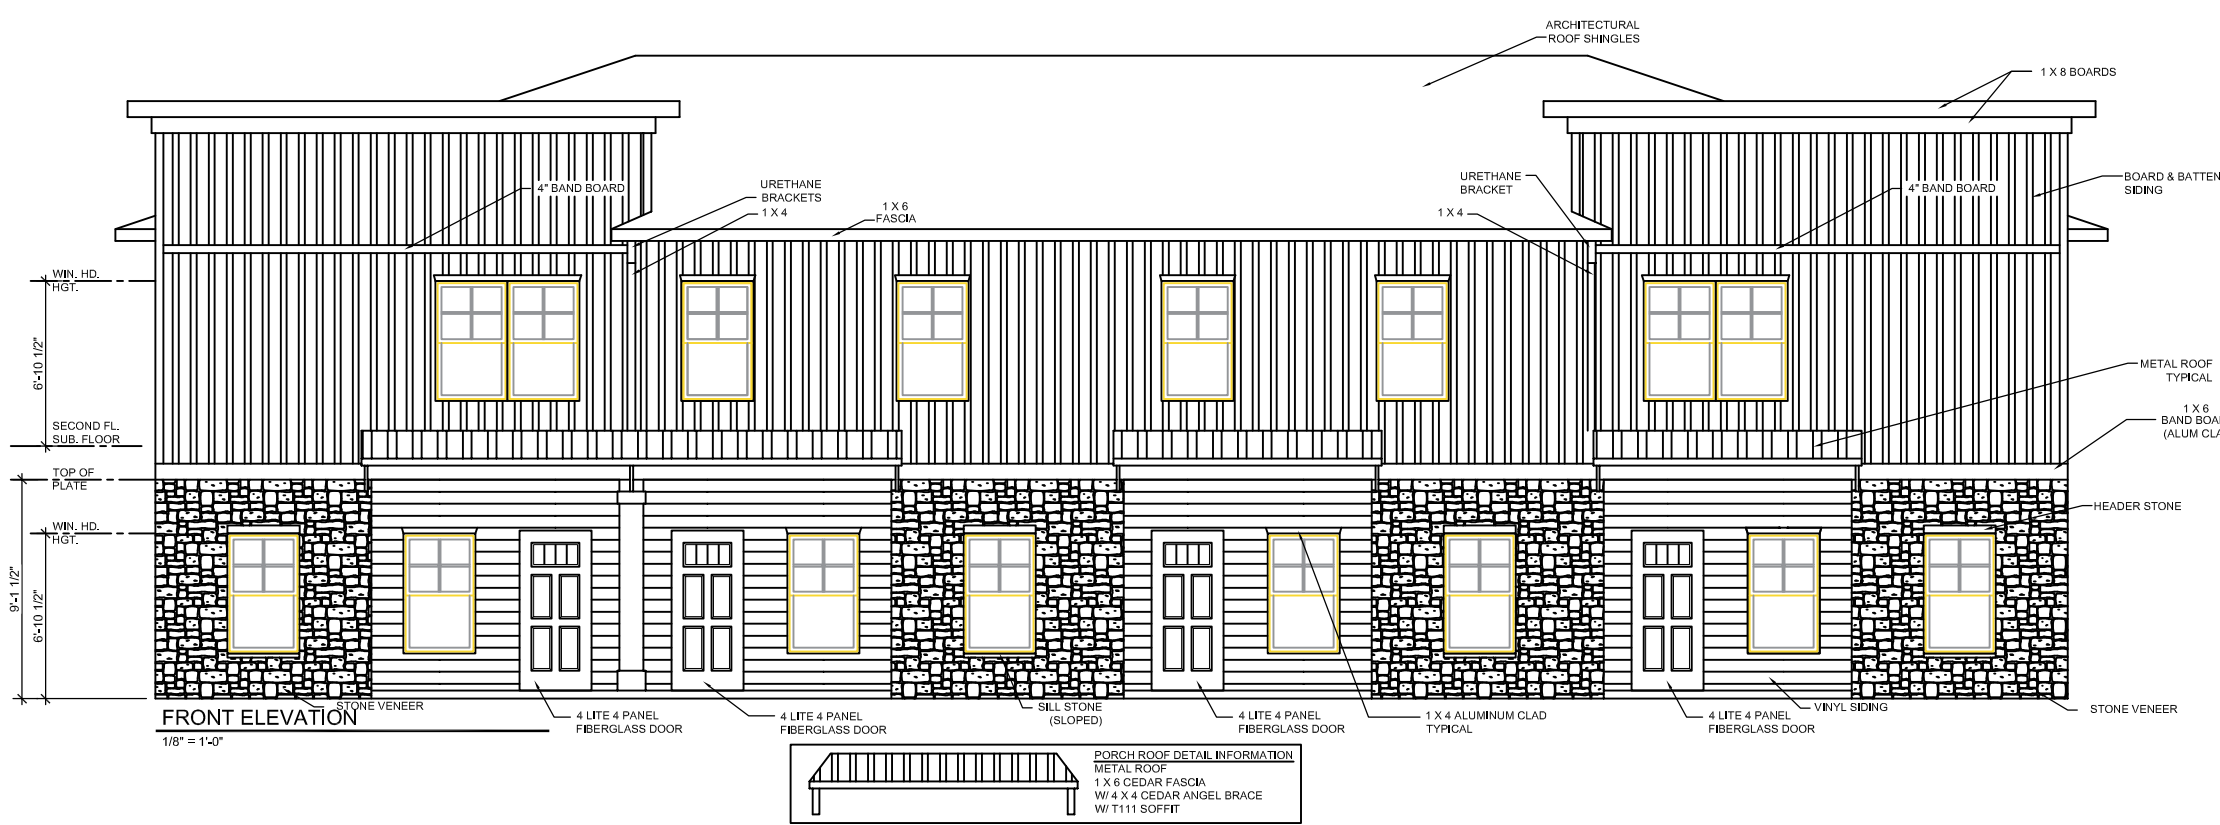 ARCHITECTURAL
ROOF SHINGLES
1 X 8 BOARDS
URETHANE
BRACKET
BOARD & BATTEN
SIDING
4" BAND BOARD
URETHANE
BRACKETS
4" BAND BOARD
1 X 4
1 X 6
FASCIA
1 X 4
WIN. HD.
HGT.
6'-10 1/2"
METAL ROOF
TYPICAL
SECOND FL.
SUB. FLOOR
1 X 6
BAND BOA
(ALUM CLA
TOP OF
PLATE
HEADER STONE
WIN. HD.
HGT.
9'-1 1/2"
6'-10 1/2"
STONE VENEER
SILL STONE
(SLOPED)
VINYL SIDING
STONE VENEER
FRONT ELEVATION
1/8" = 1'-0"
4 LITE 4 PANEL
FIBERGLASS DOOR
4 LITE 4 PANEL
FIBERGLASS DOOR
4 LITE 4 PANEL
FIBERGLASS DOOR
1 X 4 ALUMINUM CLAD
TYPICAL
4 LITE 4 PANEL
FIBERGLASS DOOR
PORCH ROOF DETAIL INFORMATION
METAL ROOF
1 X 6 CEDAR FASCIA
W/ 4 X 4 CEDAR ANGEL BRACE
W/ T111 SOFFIT